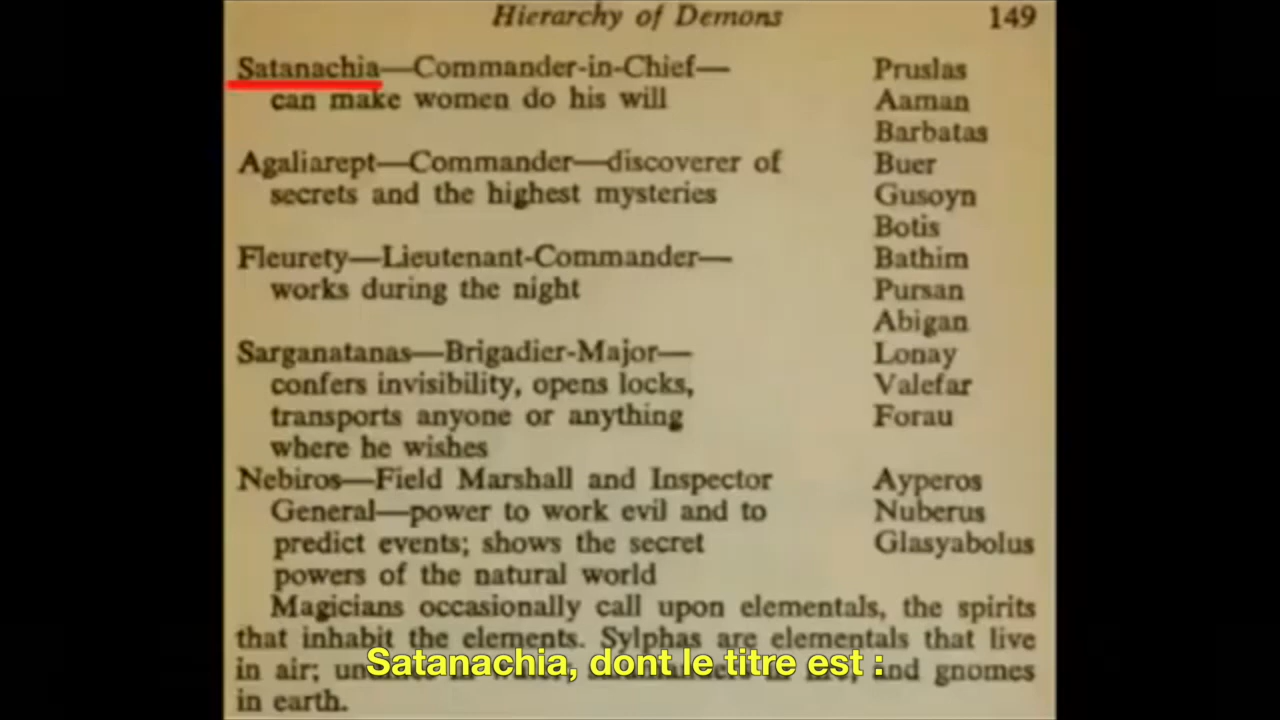 Hierarchy of Demons 149
Satanachia—Commander-in-Chief— Pruslas
can make women do his will Aaman
Barbatas
Agaliarept—Commander—discoverer of Buer
secrets and the highest mysteries Gusoyn
Botis
Fleurety—Lieutenant-Commander— Bathim
works during the night Pursan
Abigan
Sarganatanas—Brigadier-Major— Lonay
confers invisibility, opens locks, Valefar
transports anyone or anything Forau
where he wishes
Nebiros—Field Marshall and Inspector Ayperos
General—power to work evil and to Nuberus
predict events; shows the secret Glasyabolus
powers of the natural world
Magicians occasionally call upon elementals, the spirits
that inhabit the elements. Sylphas are elementals that live
in air; and gnomes
Satanachia, dont le titre est :
in earth.